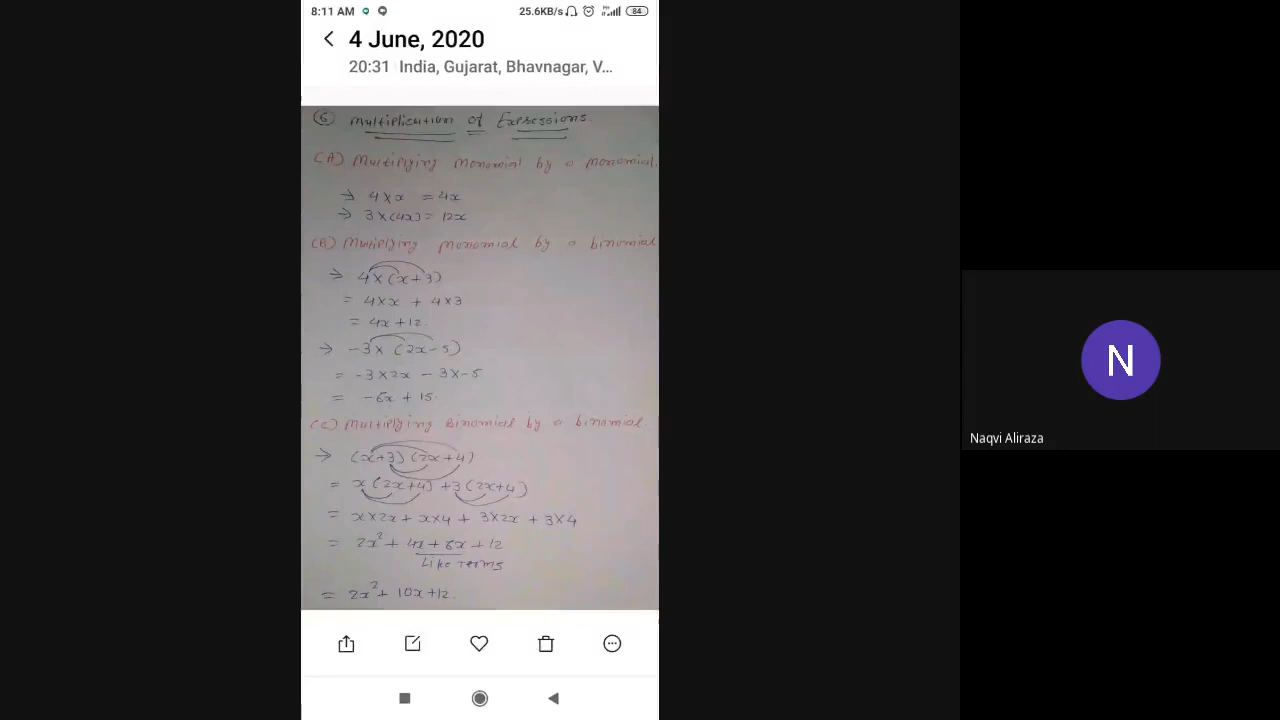 8:11 AM
25.6KB/s
84
4 June, 2020
20:31 India, Gujarat, Bhavnagar, V...
⑥ Multiplication of Expressions.
(A) Multiplying monomial by a monomial.
→ 4 × x = 4x
→ 3 × (4x) = 12x
(B) Multiplying monomial by a binomial
→ 4 × (x + 3)
= 4 × x + 4 × 3
= 4x + 12.
→ -3 × (2x - 5)
= -3 × 2x - 3 × -5
= -6x + 15.
(C) Multiplying Binomial by a binomial.
→ (x+3) (2x+4)
= x (2x+4) + 3 (2x+4)
= x × 2x + x × 4 + 3 × 2x + 3 × 4
= 2x² + 4x + 6x + 12
Like terms
= 2x² + 10x + 12.
N
Naqvi Aliraza